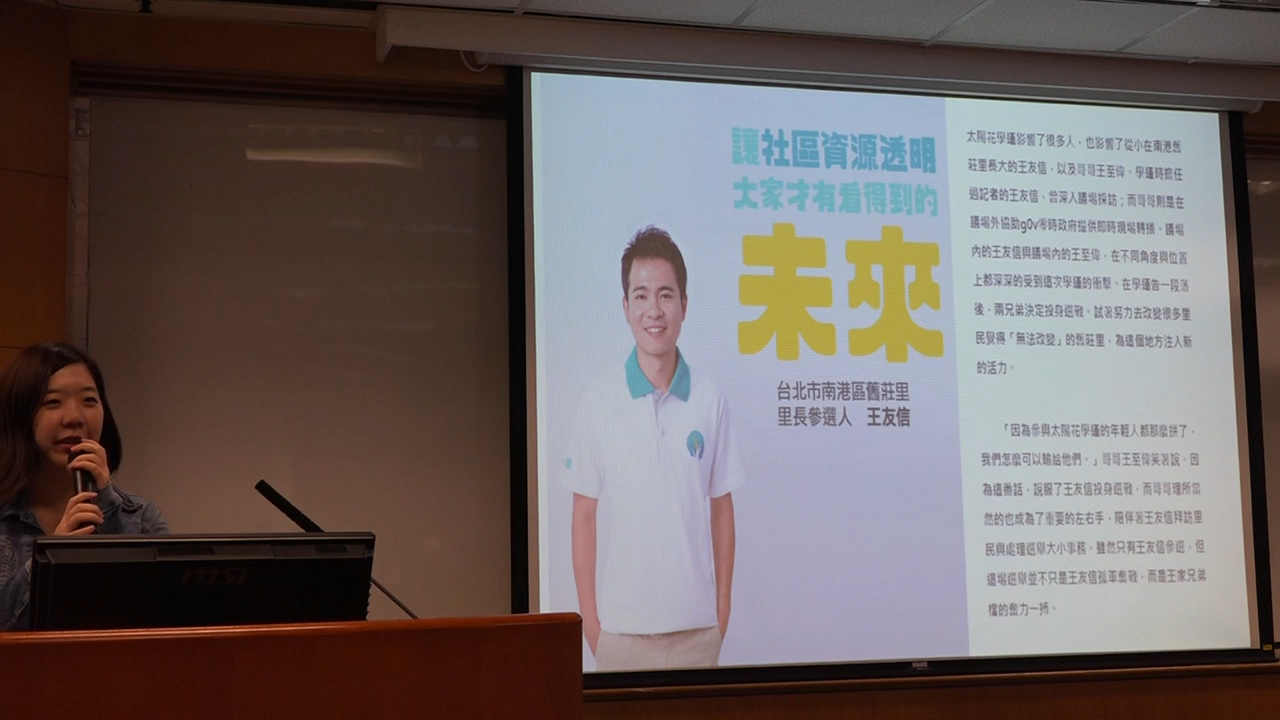 讓社區資源透明
大家才有看得到的
未來
台北市南港區舊莊里
里長參選人 王友信
太陽花學運影響了很多人，也影響了從小在南港舊
莊里長大的王友信，以及哥哥王至偉。學運時擔任
過記者的王友信，曾深入議場採訪；而哥哥則是在
議場外協助g0v零時政府提供即時現場轉播。議場
內的王友信與議場內的王至偉，在不同角度與位置
上都深深的受到這次學運的衝擊。在學運告一段落
後，兩兄弟決定投身選戰。試著努力去改變很多里
民覺得「無法改變」的舊莊里，為這個地方注入新
的活力。
「因為參與太陽花學運的年輕人都那麼拼了，
我們怎麼可以輸給他們。」哥哥王至偉笑著說。因
為這番話，說服了王友信投身選戰，而哥哥理所當
然的也成為了重要的左右手，陪伴著王友信拜訪里
民與處理選舉大小事務。雖然只有王友信參選，但
這場選舉並不只是王友信孤軍奮戰，而是王家兄弟
檔的奮力一搏。
msi